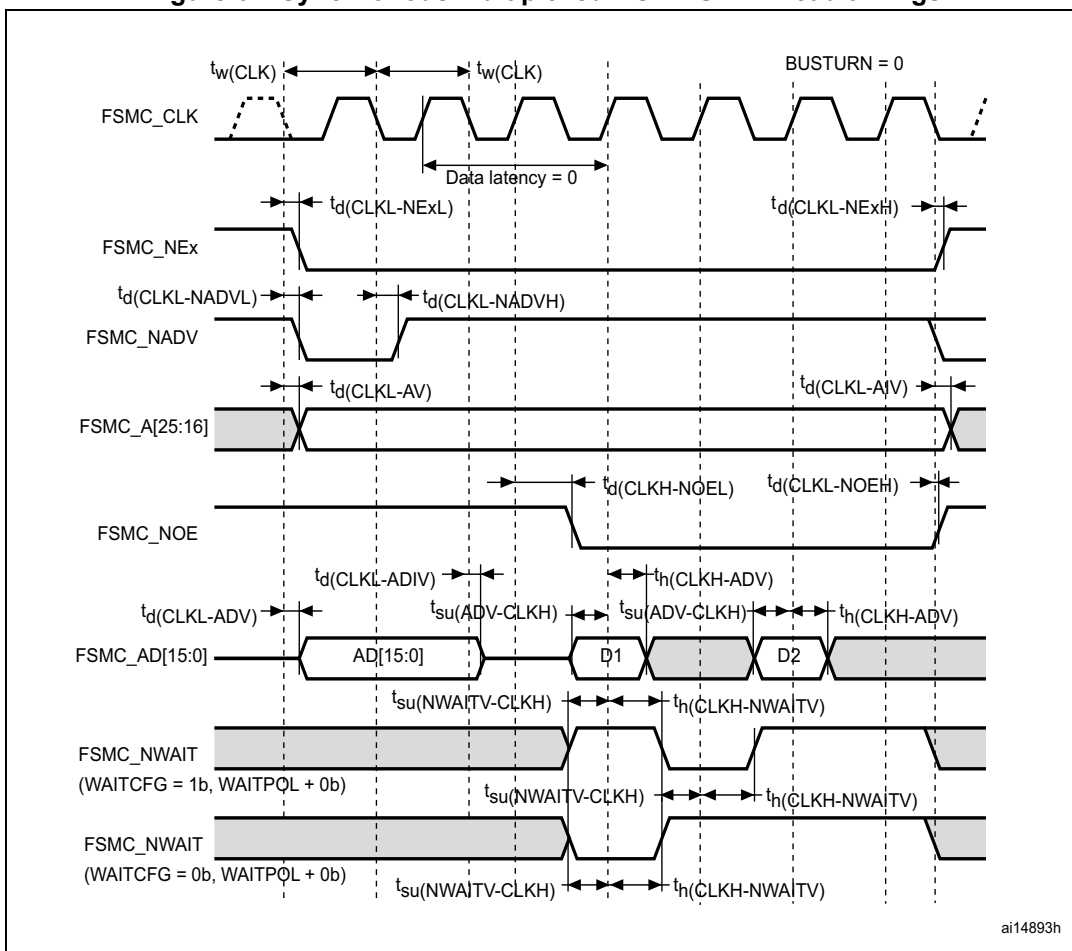 tw(CLK) tw(CLK) BUSTURN = 0
FSMC_CLK
Data latency = 0
td(CLKL-NExL) td(CLKL-NExH)
FSMC_NEx
td(CLKL-NADVL) td(CLKL-NADVH)
FSMC_NADV
td(CLKL-AV) td(CLKL-AIV)
FSMC_A[25:16]
td(CLKH-NOEL) td(CLKL-NOEH)
FSMC_NOE
td(CLKL-ADIV) th(CLKH-ADV)
td(CLKL-ADV) tsu(ADV-CLKH) tsu(ADV-CLKH) th(CLKH-ADV)
FSMC_AD[15:0] AD[15:0] D1 D2
tsu(NWAITV-CLKH) th(CLKH-NWAITV)
FSMC_NWAIT
(WAITCFG = 1b, WAITPOL + 0b)
tsu(NWAITV-CLKH) th(CLKH-NWAITV)
FSMC_NWAIT
(WAITCFG = 0b, WAITPOL + 0b)
tsu(NWAITV-CLKH) th(CLKH-NWAITV)
ai14893h